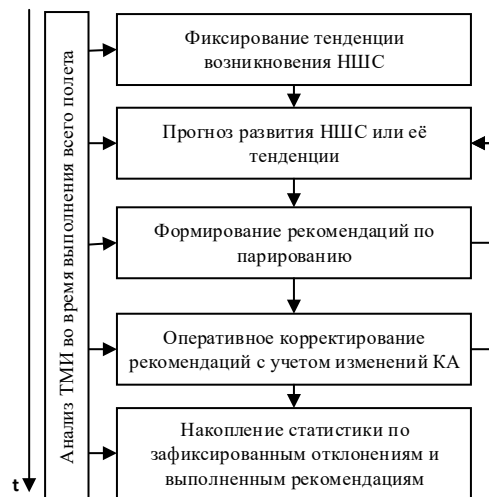 Анализ ТМИ во время выполнения всего полета
Фиксирование тенденции
возникновения НШС
Прогноз развития НШС или её
тенденции
Формирование рекомендаций по
парированию
Оперативное корректирование
рекомендаций с учетом изменений КА
Накопление статистики по
зафиксированным отклонениям и
выполненным рекомендациям
t